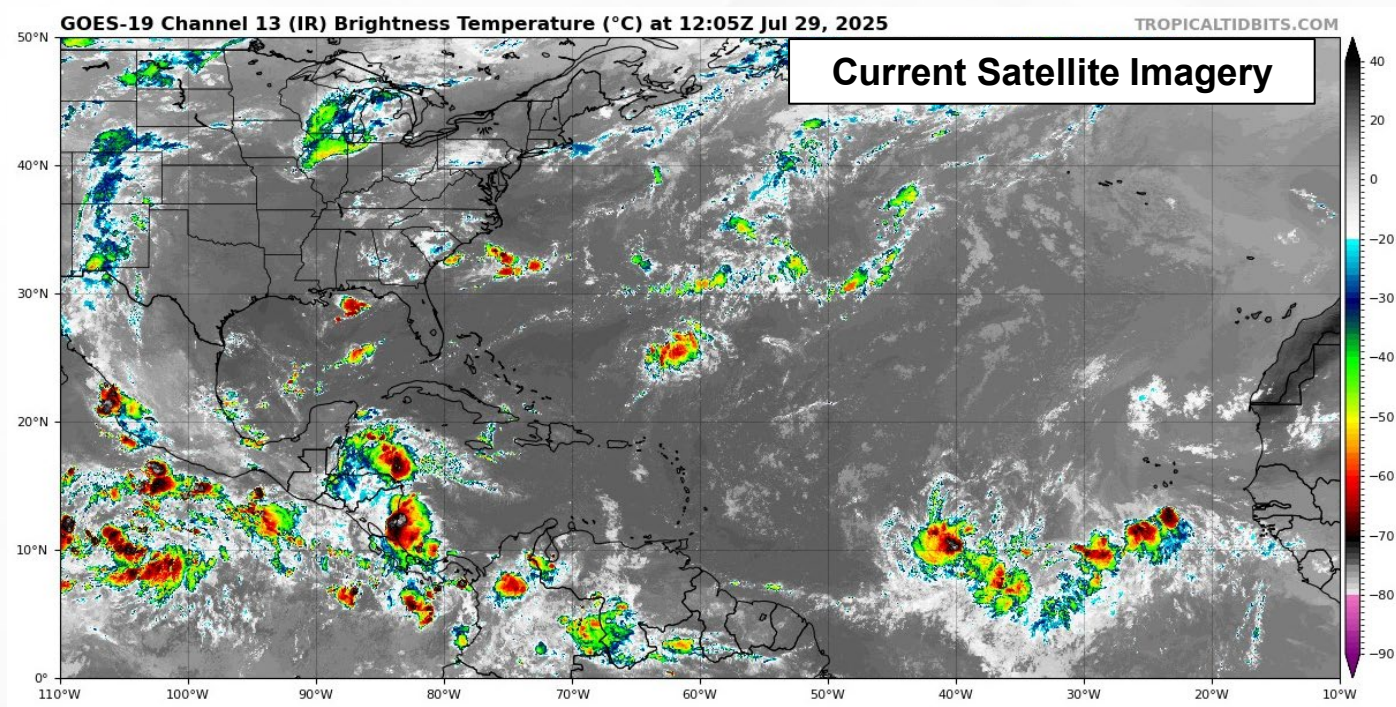 GOES-19 Channel 13 (IR) Brightness Temperature (°C) at 12:05Z Jul 29, 2025
TROPICALTIDBITS.COM
Current Satellite Imagery
50°N
40°N
30°N
20°N
10°N
0°
110°W 100°W 90°W 80°W 70°W 60°W 50°W 40°W 30°W 20°W 10°W
40
20
0
−20
−30
−40
−50
−60
−70
−80
−90